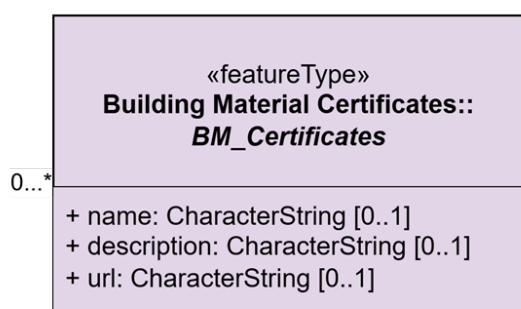 «featureType»
Building Material Certificates::
BM_Certificates
0...*
+ name: CharacterString [0..1]
+ description: CharacterString [0..1]
+ url: CharacterString [0..1]